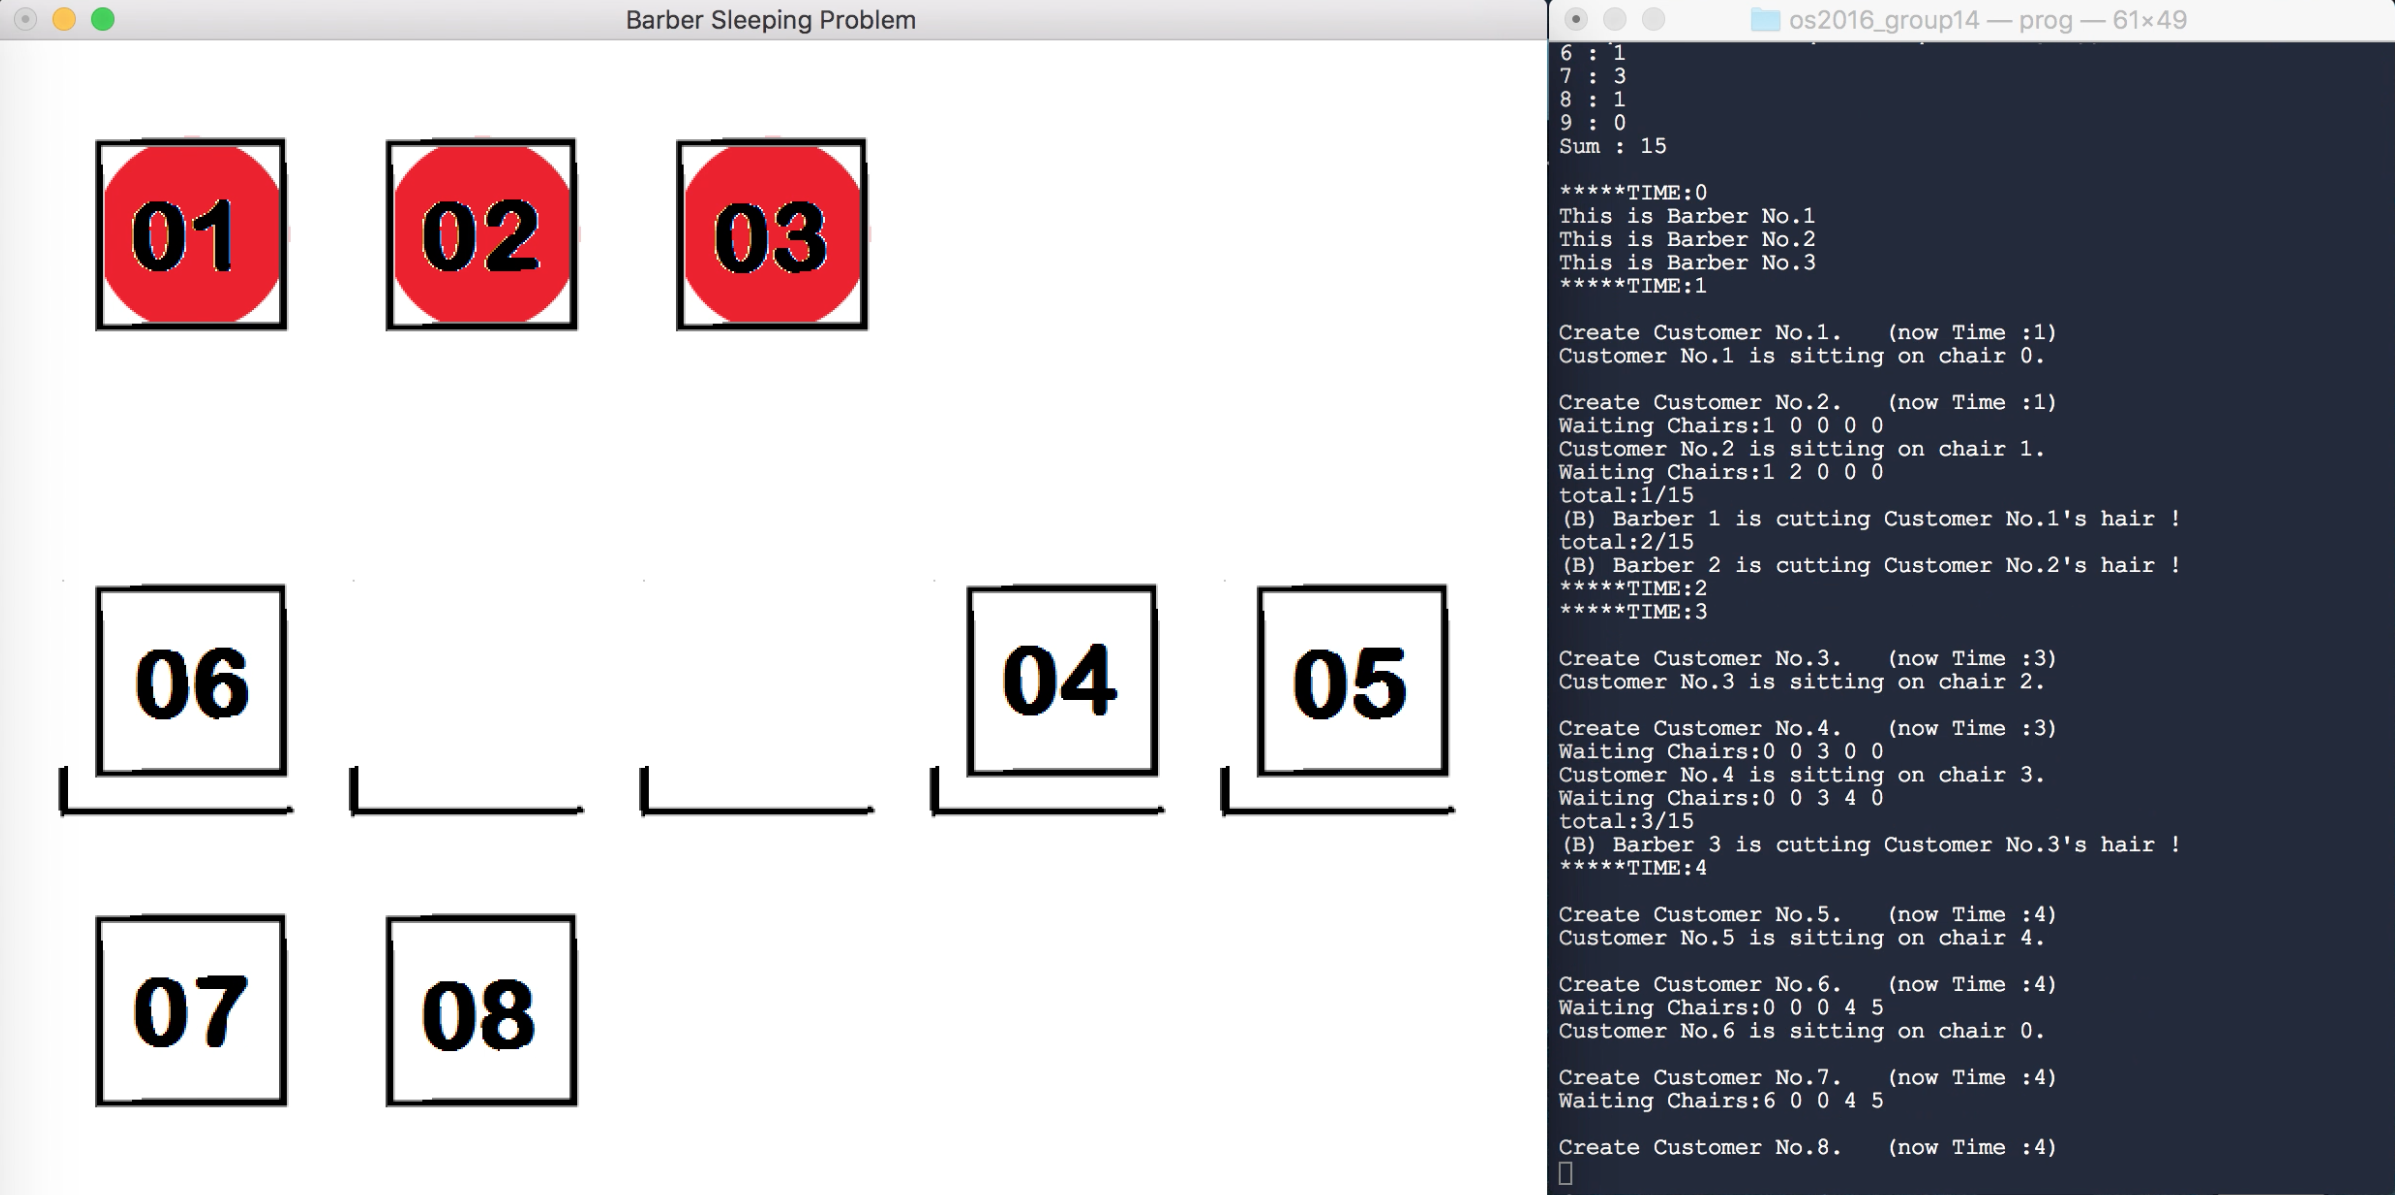 Barber Sleeping Problem
01 02 03
06 04 05
07 08
os2016_group14 — prog — 61×49
6 : 1
7 : 3
8 : 1
9 : 0
Sum : 15
*****TIME:0
This is Barber No.1
This is Barber No.2
This is Barber No.3
*****TIME:1
Create Customer No.1.   (now Time :1)
Customer No.1 is sitting on chair 0.
Create Customer No.2.   (now Time :1)
Waiting Chairs:1 0 0 0 0
Customer No.2 is sitting on chair 1.
Waiting Chairs:1 2 0 0 0
total:1/15
(B) Barber 1 is cutting Customer No.1's hair !
total:2/15
(B) Barber 2 is cutting Customer No.2's hair !
*****TIME:2
*****TIME:3
Create Customer No.3.   (now Time :3)
Customer No.3 is sitting on chair 2.
Create Customer No.4.   (now Time :3)
Waiting Chairs:0 0 3 0 0
Customer No.4 is sitting on chair 3.
Waiting Chairs:0 0 3 4 0
total:3/15
(B) Barber 3 is cutting Customer No.3's hair !
*****TIME:4
Create Customer No.5.   (now Time :4)
Customer No.5 is sitting on chair 4.
Create Customer No.6.   (now Time :4)
Waiting Chairs:0 0 0 4 5
Customer No.6 is sitting on chair 0.
Create Customer No.7.   (now Time :4)
Waiting Chairs:6 0 0 4 5
Create Customer No.8.   (now Time :4)